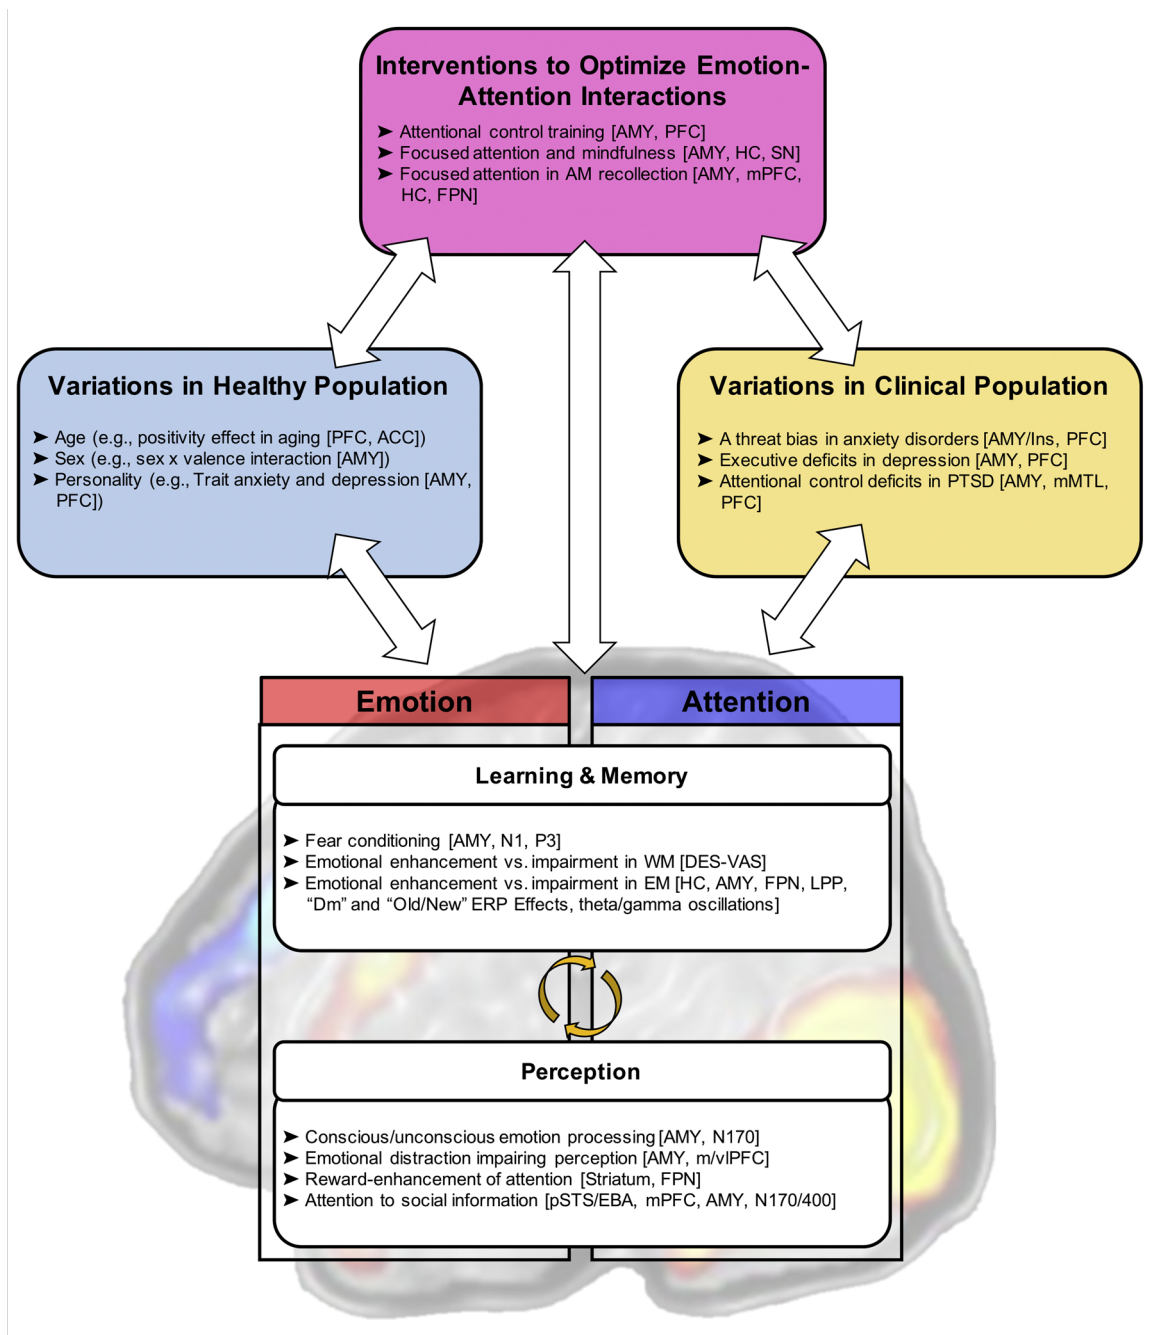 Interventions to Optimize Emotion-
Attention Interactions
➤ Attentional control training [AMY, PFC]
➤ Focused attention and mindfulness [AMY, HC, SN]
➤ Focused attention in AM recollection [AMY, mPFC,
HC, FPN]
Variations in Healthy Population
➤ Age (e.g., positivity effect in aging [PFC, ACC])
➤ Sex (e.g., sex x valence interaction [AMY])
➤ Personality (e.g., Trait anxiety and depression [AMY,
PFC])
Variations in Clinical Population
➤ A threat bias in anxiety disorders [AMY/Ins, PFC]
➤ Executive deficits in depression [AMY, PFC]
➤ Attentional control deficits in PTSD [AMY, mMTL,
PFC]
Emotion
Attention
Learning & Memory
➤ Fear conditioning [AMY, N1, P3]
➤ Emotional enhancement vs. impairment in WM [DES-VAS]
➤ Emotional enhancement vs. impairment in EM [HC, AMY, FPN, LPP,
“Dm” and “Old/New” ERP Effects, theta/gamma oscillations]
Perception
➤ Conscious/unconscious emotion processing [AMY, N170]
➤ Emotional distraction impairing perception [AMY, m/vlPFC]
➤ Reward-enhancement of attention [Striatum, FPN]
➤ Attention to social information [pSTS/EBA, mPFC, AMY, N170/400]